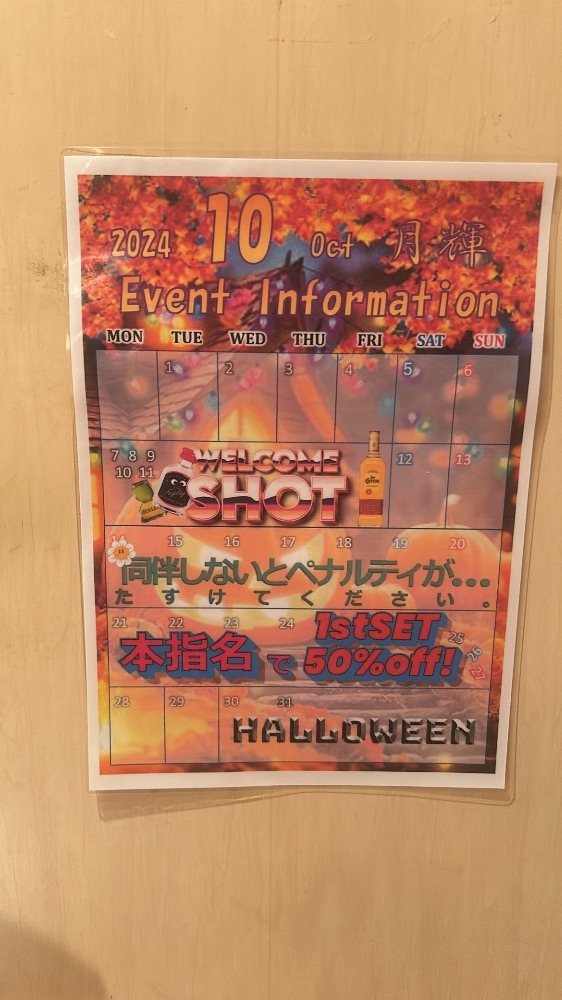 2024 10 Oct 月輝
Event Information
MON TUE WED THU FRI SAT SUN
1 2 3 4 5 6
7 8 9
10 11
WELCOME
SHOT
12 13
14 15 16 17 18 19 20
同伴しないとペナルティが...
たすけてください。
21 22 23 24 25 26 27
本指名で 1stSET
50%off!
28 29 30 31
HALLOWEEN